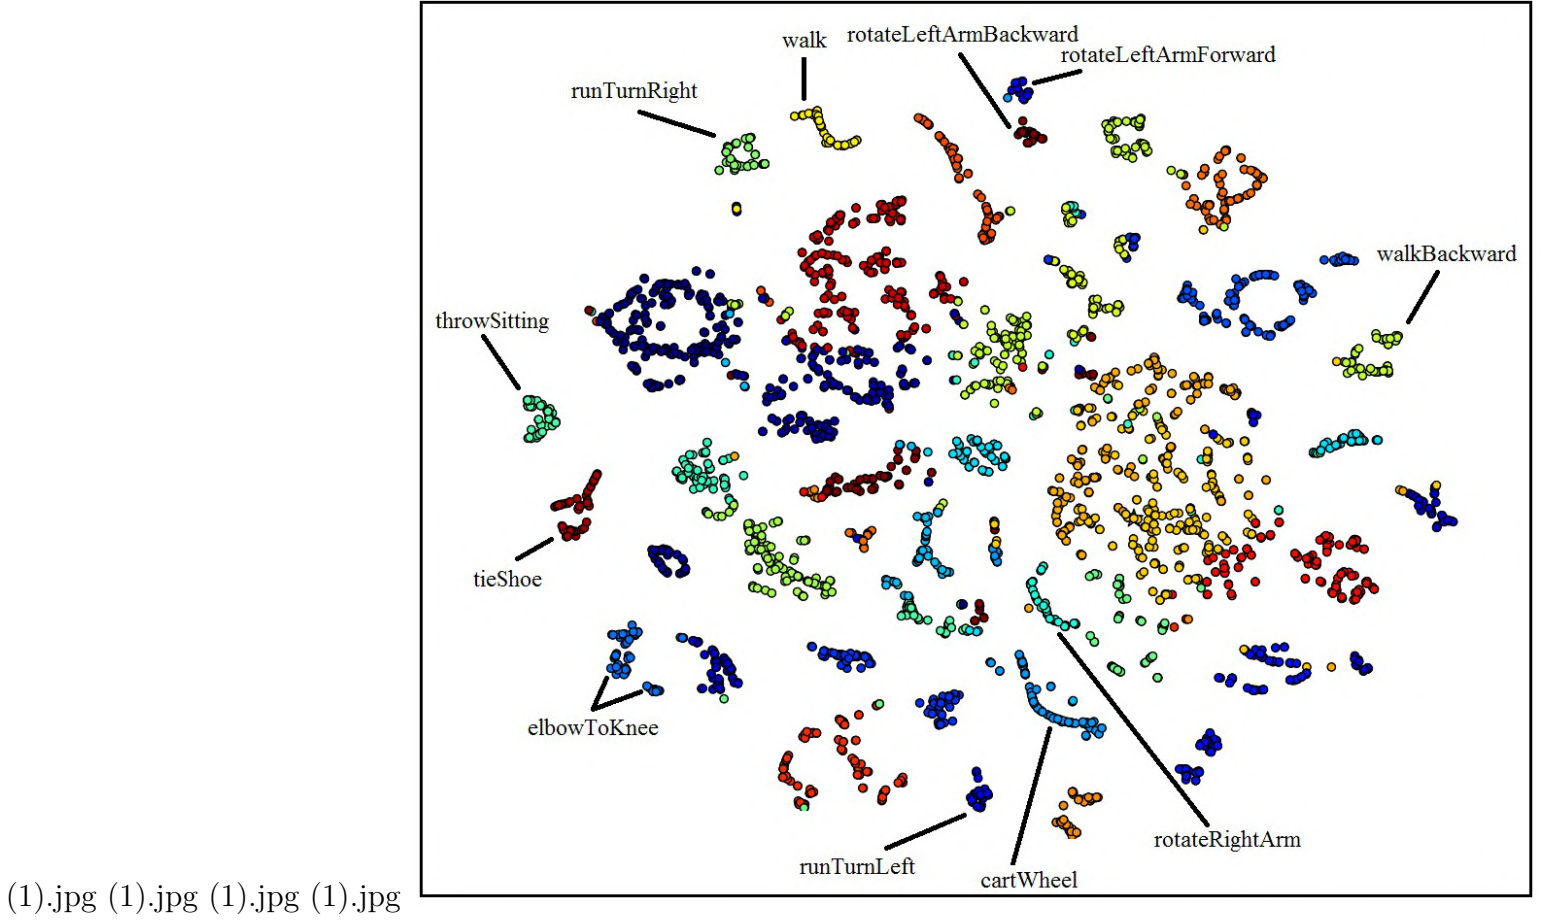 walk
rotateLeftArmBackward
rotateLeftArmForward
runTurnRight
walkBackward
throwSitting
tieShoe
elbowToKnee
rotateRightArm
runTurnLeft
cartWheel
(1).jpg (1).jpg (1).jpg (1).jpg